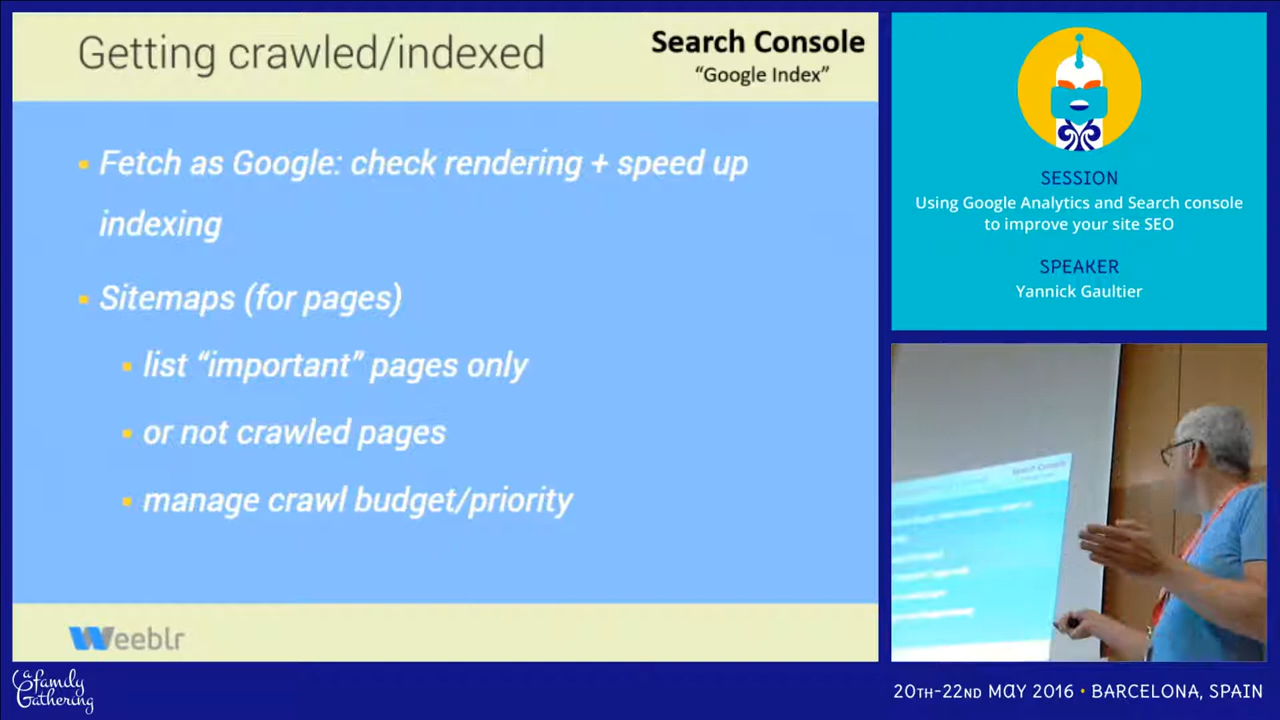 Getting crawled/indexed
Search Console
“Google Index”
▪ Fetch as Google: check rendering + speed up
indexing
▪ Sitemaps (for pages)
▪ list “important” pages only
▪ or not crawled pages
▪ manage crawl budget/priority
Weeblr
SESSION
Using Google Analytics and Search console
to improve your site SEO
SPEAKER
Yannick Gaultier
Search Console
a family
Gathering
20TH-22ND MAY 2016 • BARCELONA, SPAIN